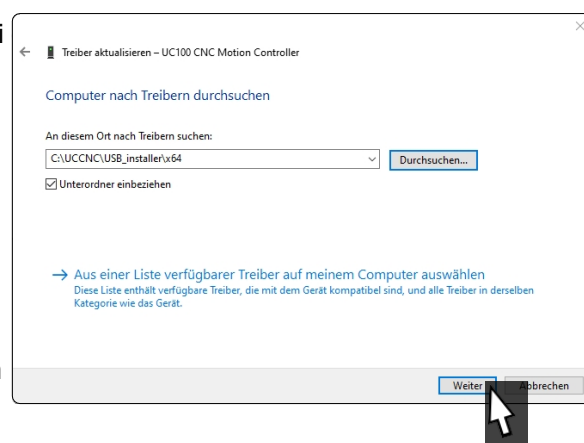 Treiber aktualisieren – UC100 CNC Motion Controller
Computer nach Treibern durchsuchen
An diesem Ort nach Treibern suchen:
C:\UCCNC\USB_installer\x64
Durchsuchen...
Unterordner einbeziehen
Aus einer Liste verfügbarer Treiber auf meinem Computer auswählen
Diese Liste enthält verfügbare Treiber, die mit dem Gerät kompatibel sind, und alle Treiber in derselben
Kategorie wie das Gerät.
Weiter Abbrechen